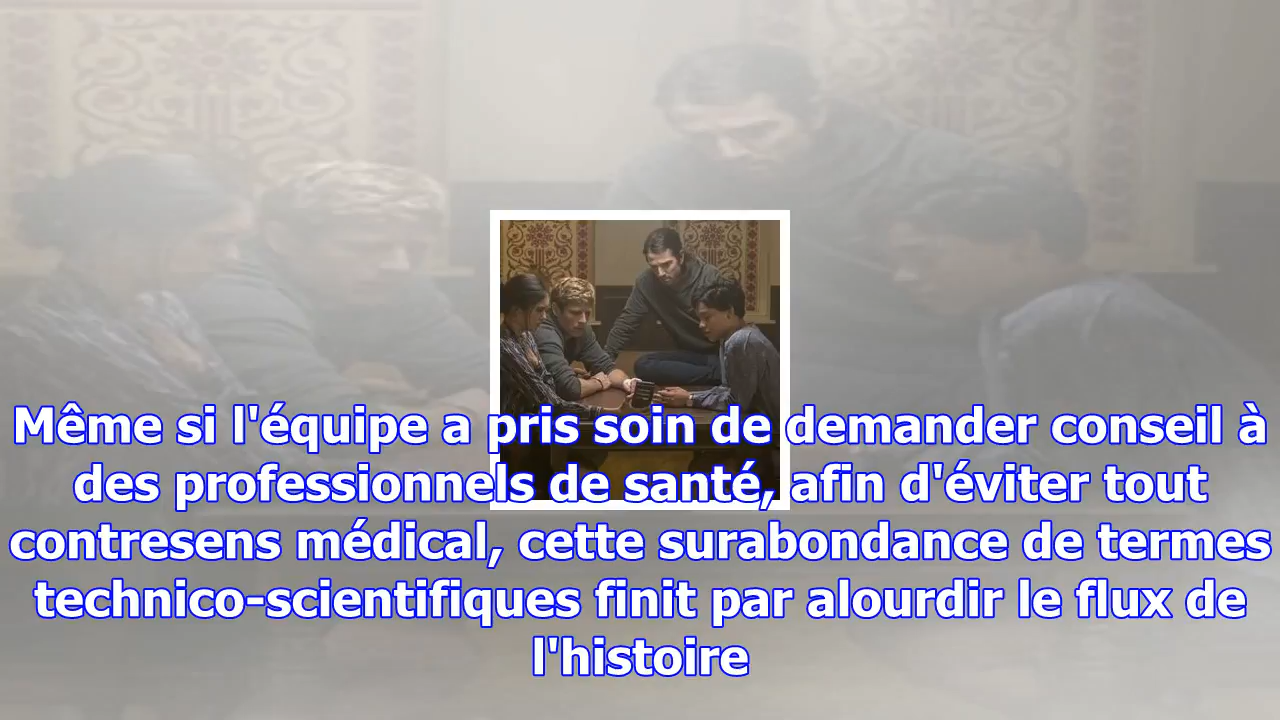 Même si l'équipe a pris soin de demander conseil à
des professionnels de santé, afin d'éviter tout
contresens médical, cette surabondance de termes
technico-scientifiques finit par alourdir le flux de
l'histoire